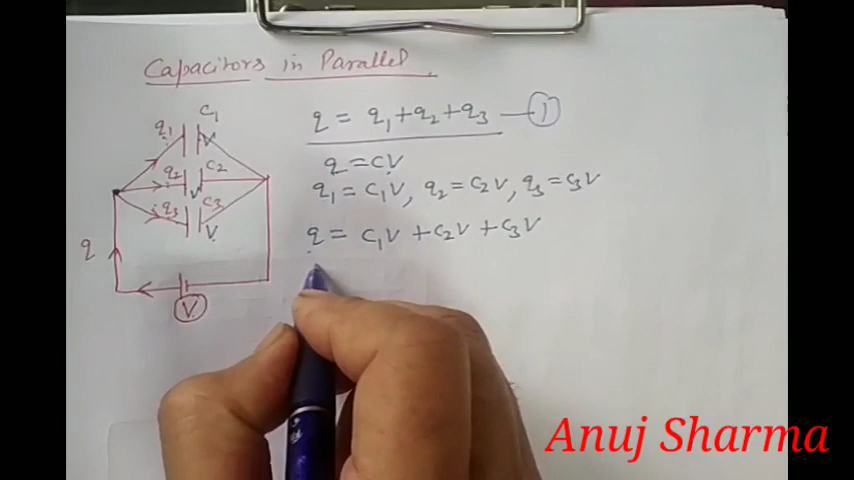 Capacitors in Parallel
q = q₁+q₂+q₃ — ①
q = CV
q₁ = C₁V, q₂ = C₂V, q₃ = C₃V
q = C₁V + C₂V + C₃V
q₁ C₁ V
q₂ C₂ V
q₃ C₃ V
q
V
Anuj Sharma